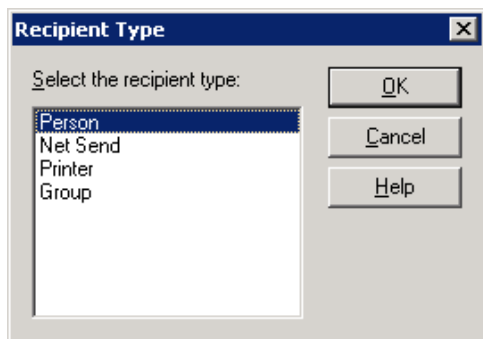 Recipient Type
Select the recipient type:
Person
Net Send
Printer
Group
OK
Cancel
Help